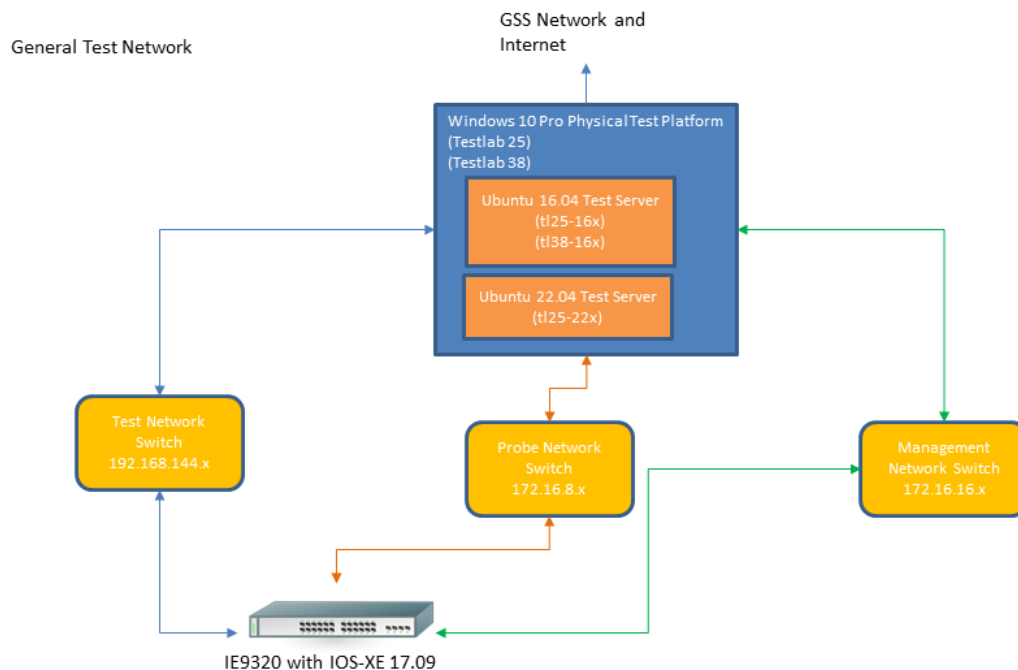 General Test Network
GSS Network and
Internet
Windows 10 Pro Physical Test Platform
(Testlab 25)
(Testlab 38)
Ubuntu 16.04 Test Server
(tl25-16x)
(tl38-16x)
Ubuntu 22.04 Test Server
(tl25-22x)
Test Network
Switch
192.168.144.x
Probe Network
Switch
172.16.8.x
Management
Network Switch
172.16.16.x
IE9320 with IOS-XE 17.09